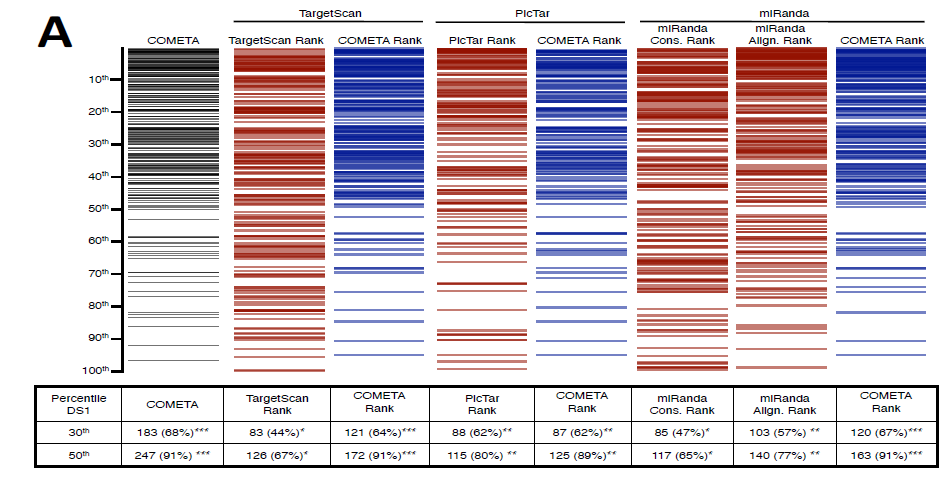 A
TargetScan PicTar miRanda
COMETA TargetScan Rank COMETA Rank PicTar Rank COMETA Rank miRanda Cons. Rank miRanda Align. Rank COMETA Rank
10th
20th
30th
40th
50th
60th
70th
80th
90th
100th
Percentile DS1 COMETA TargetScan Rank COMETA Rank PicTar Rank COMETA Rank miRanda Cons. Rank miRanda Align. Rank COMETA Rank
30th 183 (68%)*** 83 (44%)* 121 (64%)*** 88 (62%)** 87 (62%)** 85 (47%)* 103 (57%) ** 120 (67%)***
50th 247 (91%) *** 126 (67%)* 172 (91%)*** 115 (80%) ** 125 (89%)** 117 (65%)* 140 (77%) ** 163 (91%)***